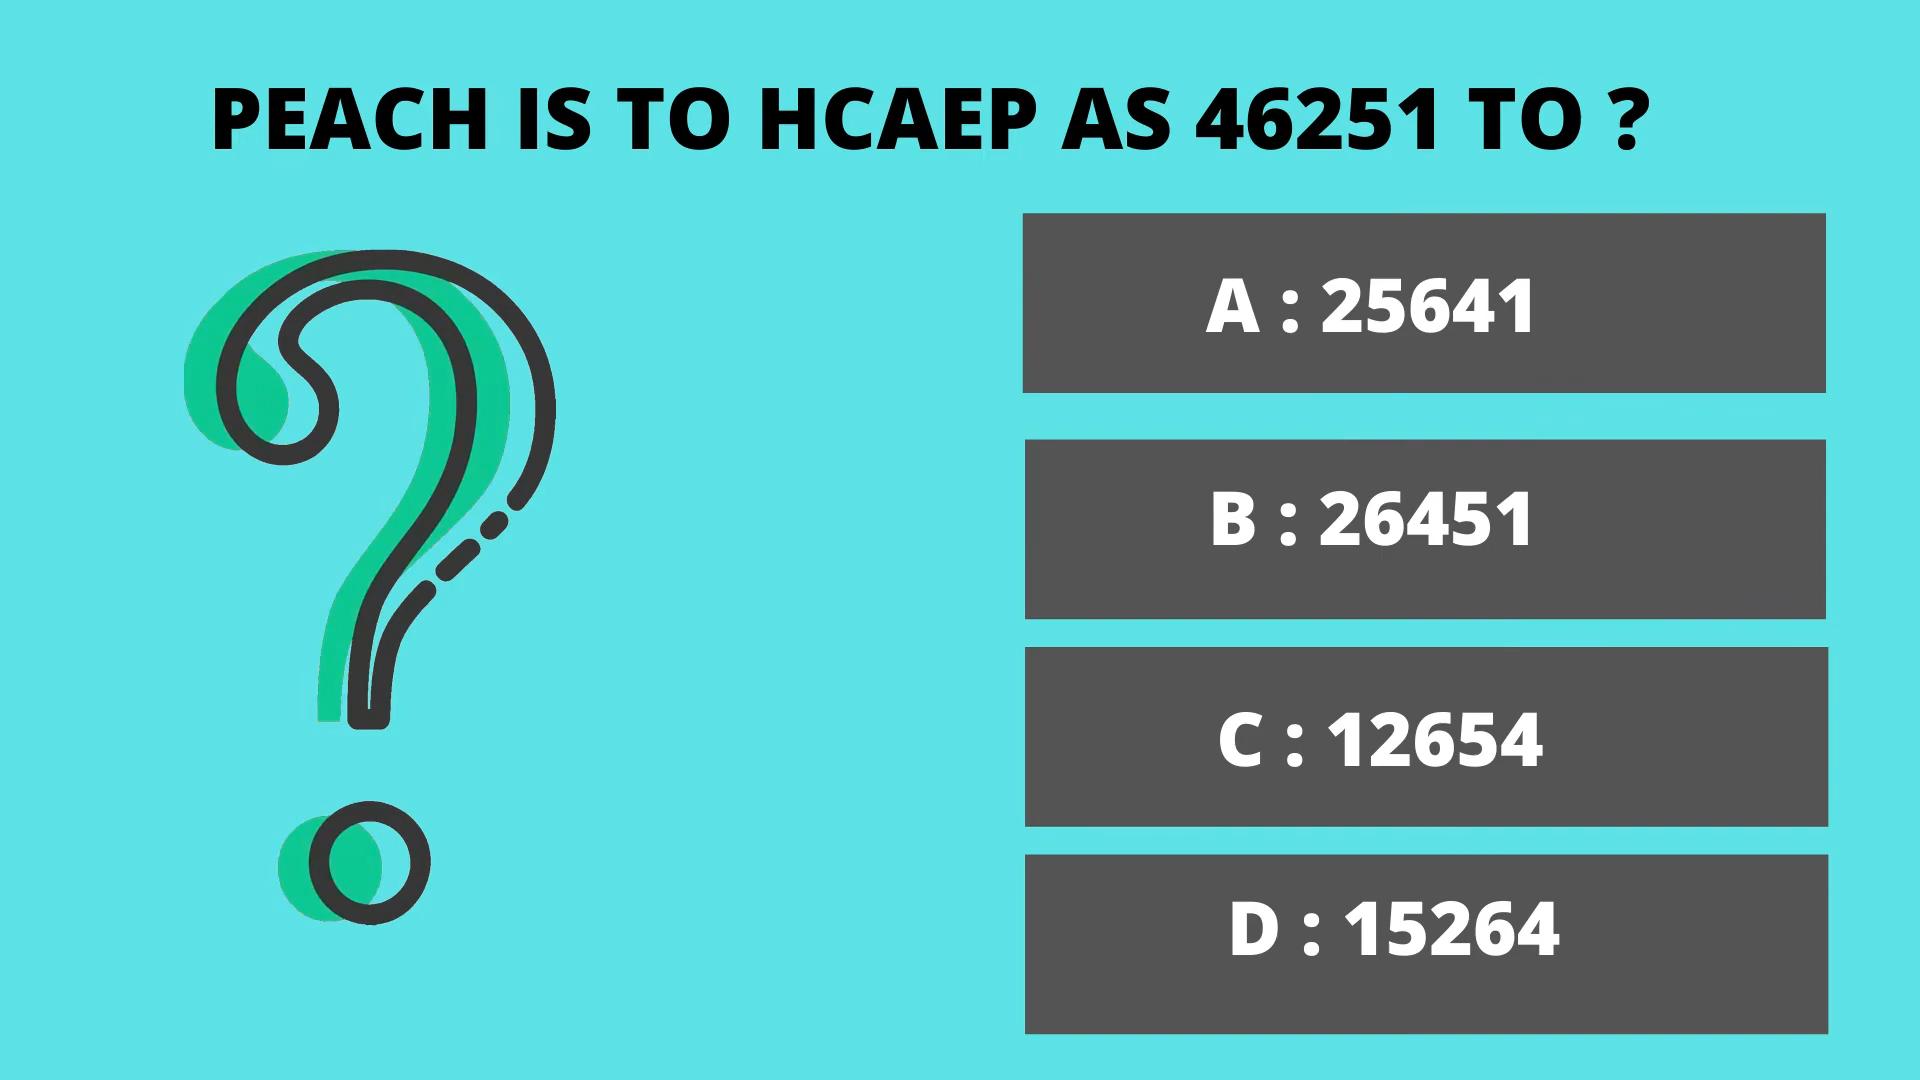 PEACH IS TO HCAEP AS 46251 TO ?
A : 25641
B : 26451
C : 12654
D : 15264